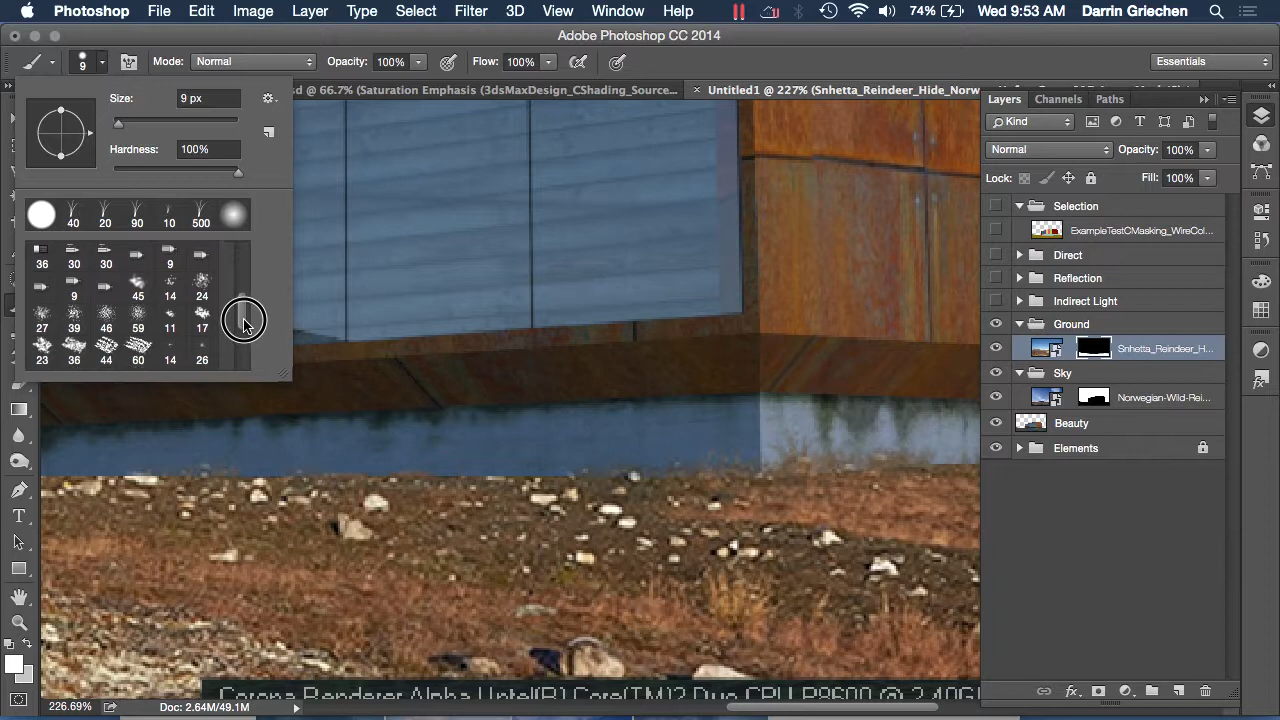 Photoshop File Edit Image Layer Type Select Filter 3D View Window Help 74% Wed 9:53 AM Darrin Griechen
Adobe Photoshop CC 2014
9 Mode: Normal Opacity: 100% Flow: 100% Essentials
d @ 66.7% (Saturation Emphasis (3dsMaxDesign_CShading_Source... × Untitled1 @ 227% (Snhetta_Reindeer_Hide_Norw
Size: 9 px
Hardness: 100%
40 20 90 10 500
36 30 30 9
9 45 14 24
27 39 46 59 11 17
23 36 44 60 14 26
Layers Channels Paths
Kind
Normal Opacity: 100%
Lock: Fill: 100%
Selection
ExampleTestCMasking_WireCol...
Direct
Reflection
Indirect Light
Ground
Snhetta_Reindeer_H...
Sky
Norwegian-Wild-Rei...
Beauty
Elements
Corona Renderer Alpha | Intel(R) Core(TM)2 Duo CPU P8600 @ 2.40G
226.69% Doc: 2.64M/49.1M